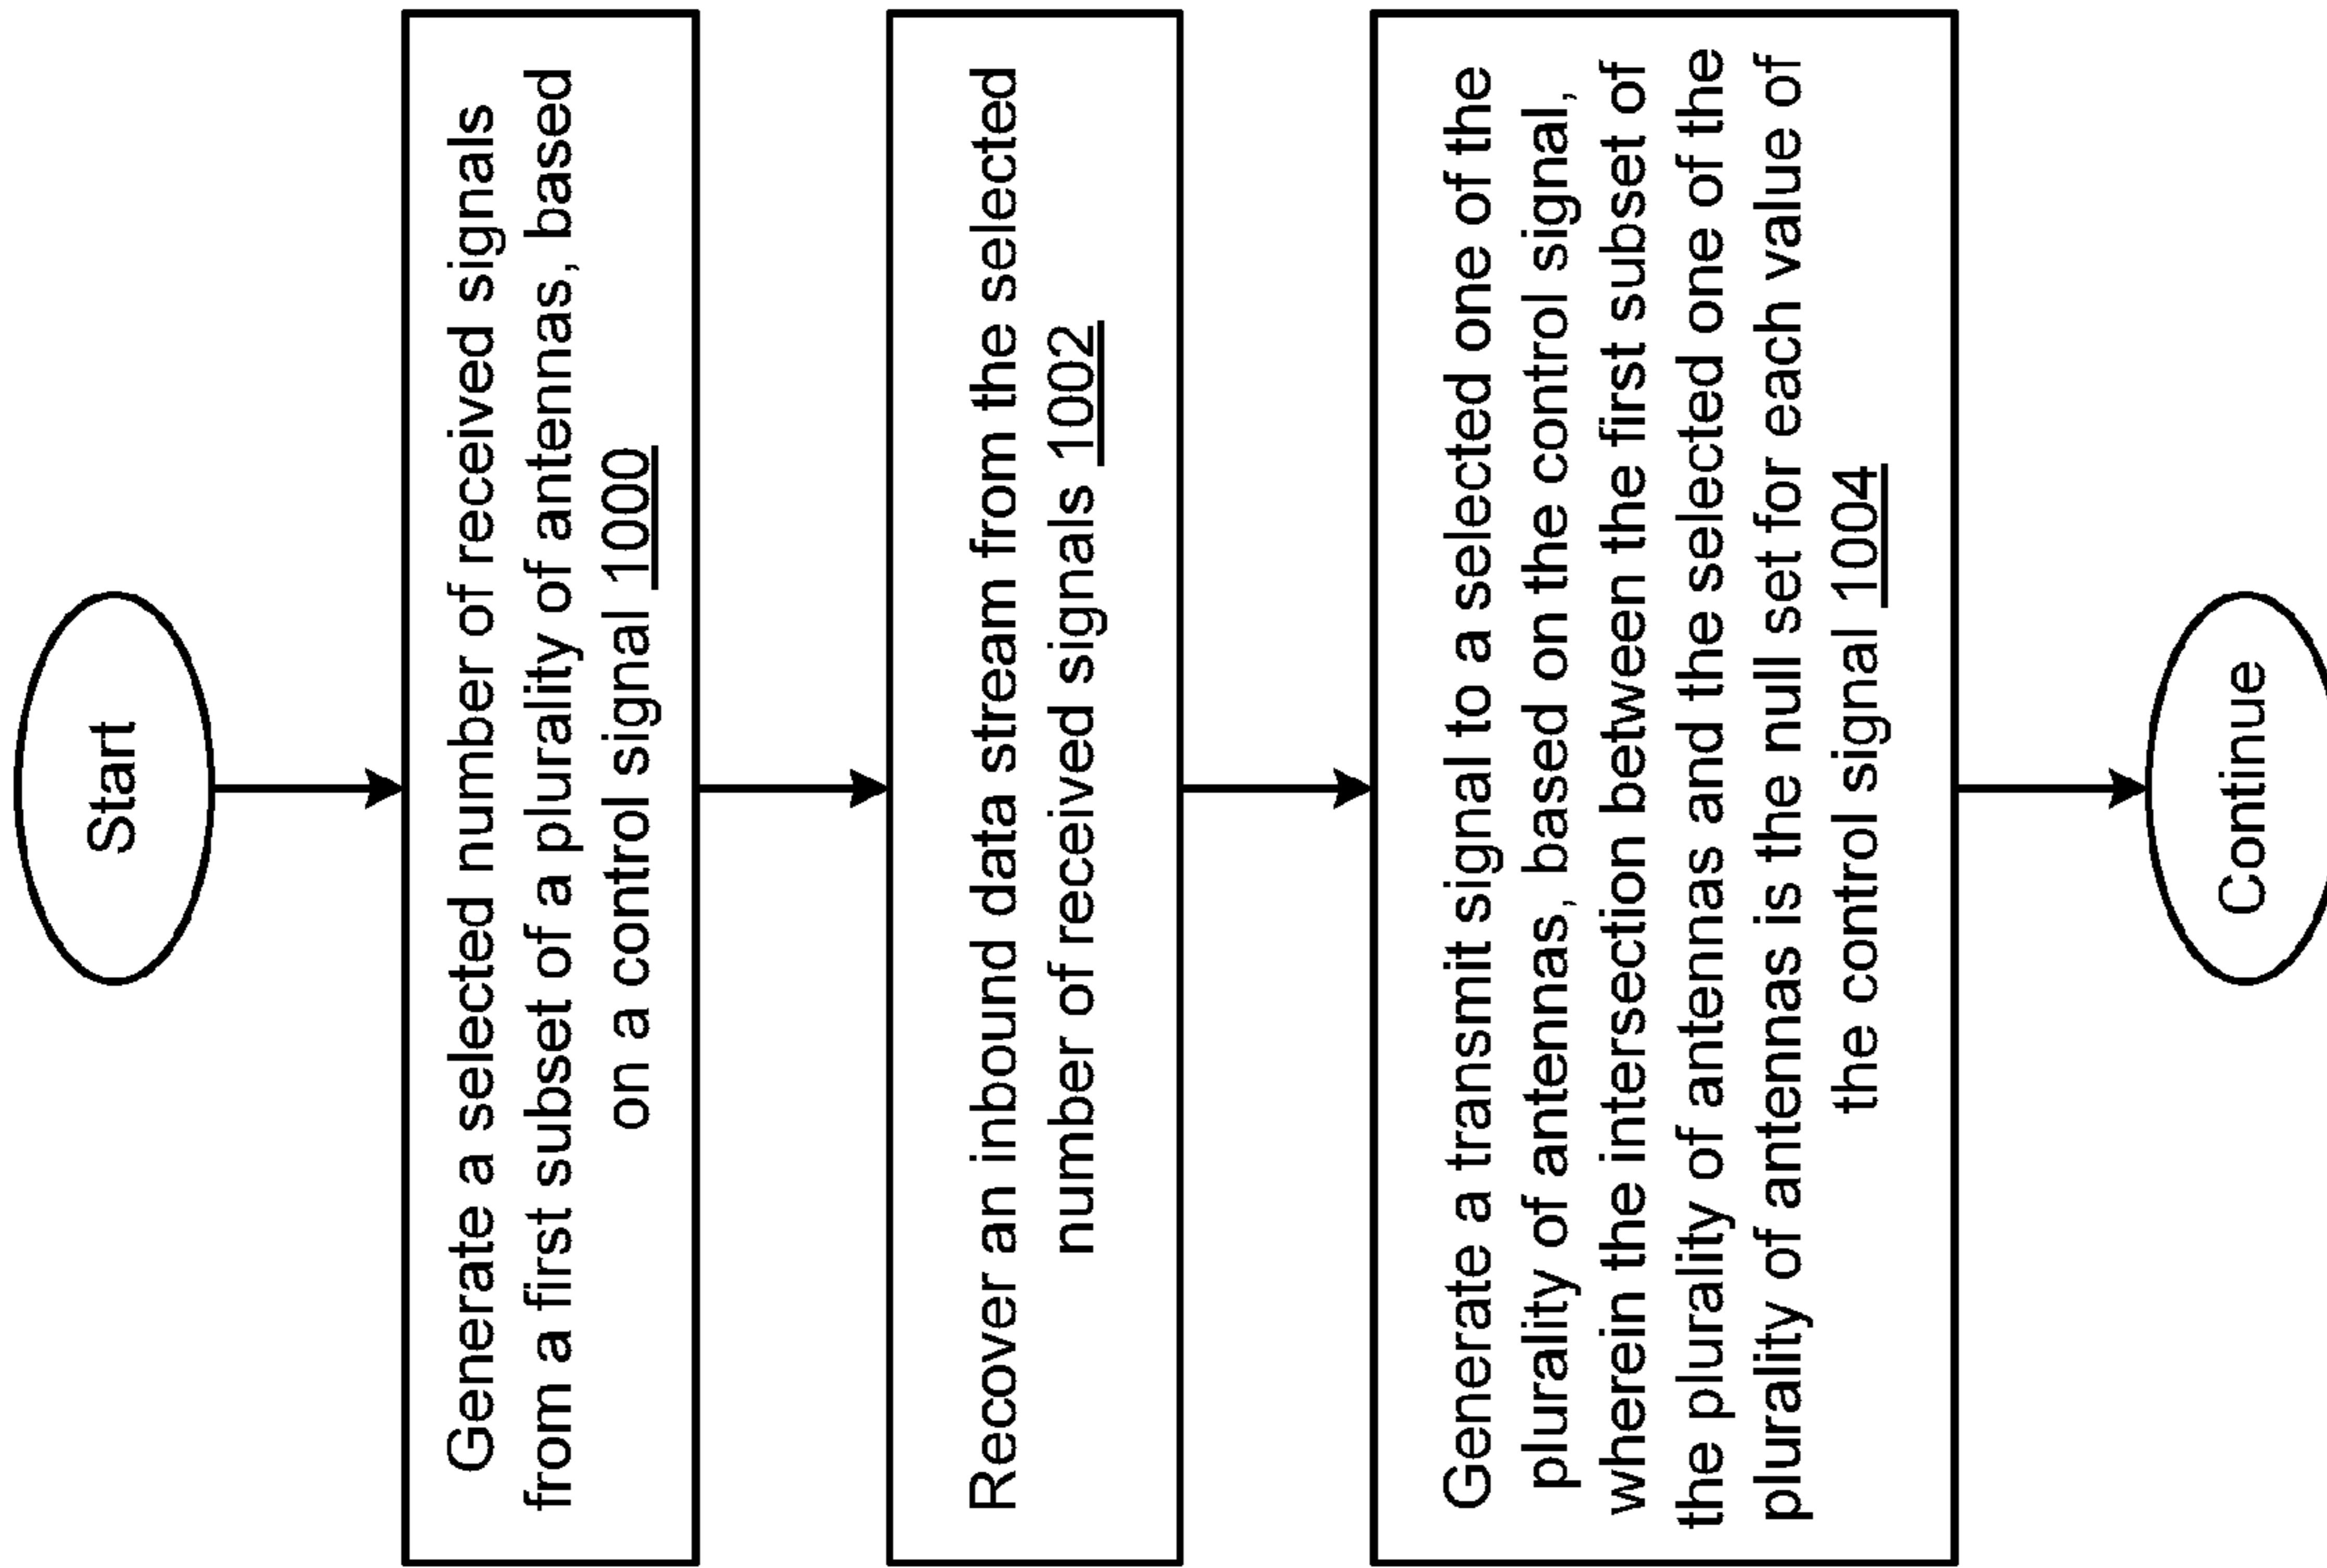 Start
Generate a selected number of received signals
from a first subset of a plurality of antennas, based
on a control signal 1000
Recover an inbound data stream from the selected
number of received signals 1002
Generate a transmit signal to a selected one of the
plurality of antennas, based on the control signal,
wherein the intersection between the first subset of
the plurality of antennas and the selected one of the
plurality of antennas is the null set for each value of
the control signal 1004
Continue